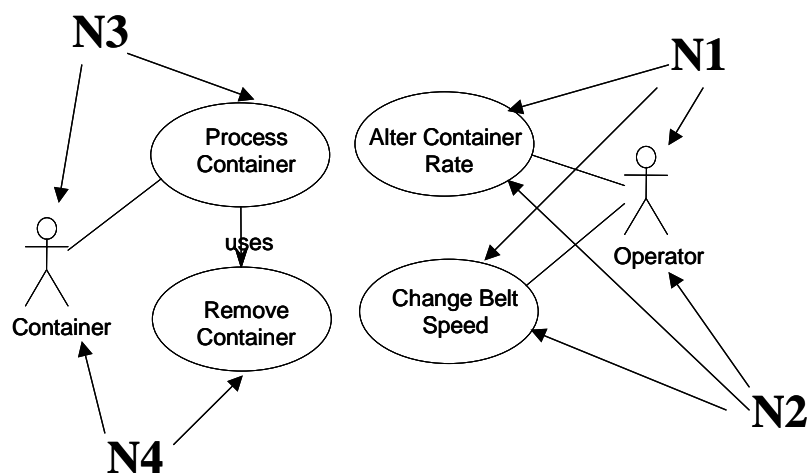 N3
N1
Process
Container
Alter Container
Rate
uses
Operator
Container
Remove
Container
Change Belt
Speed
N4
N2